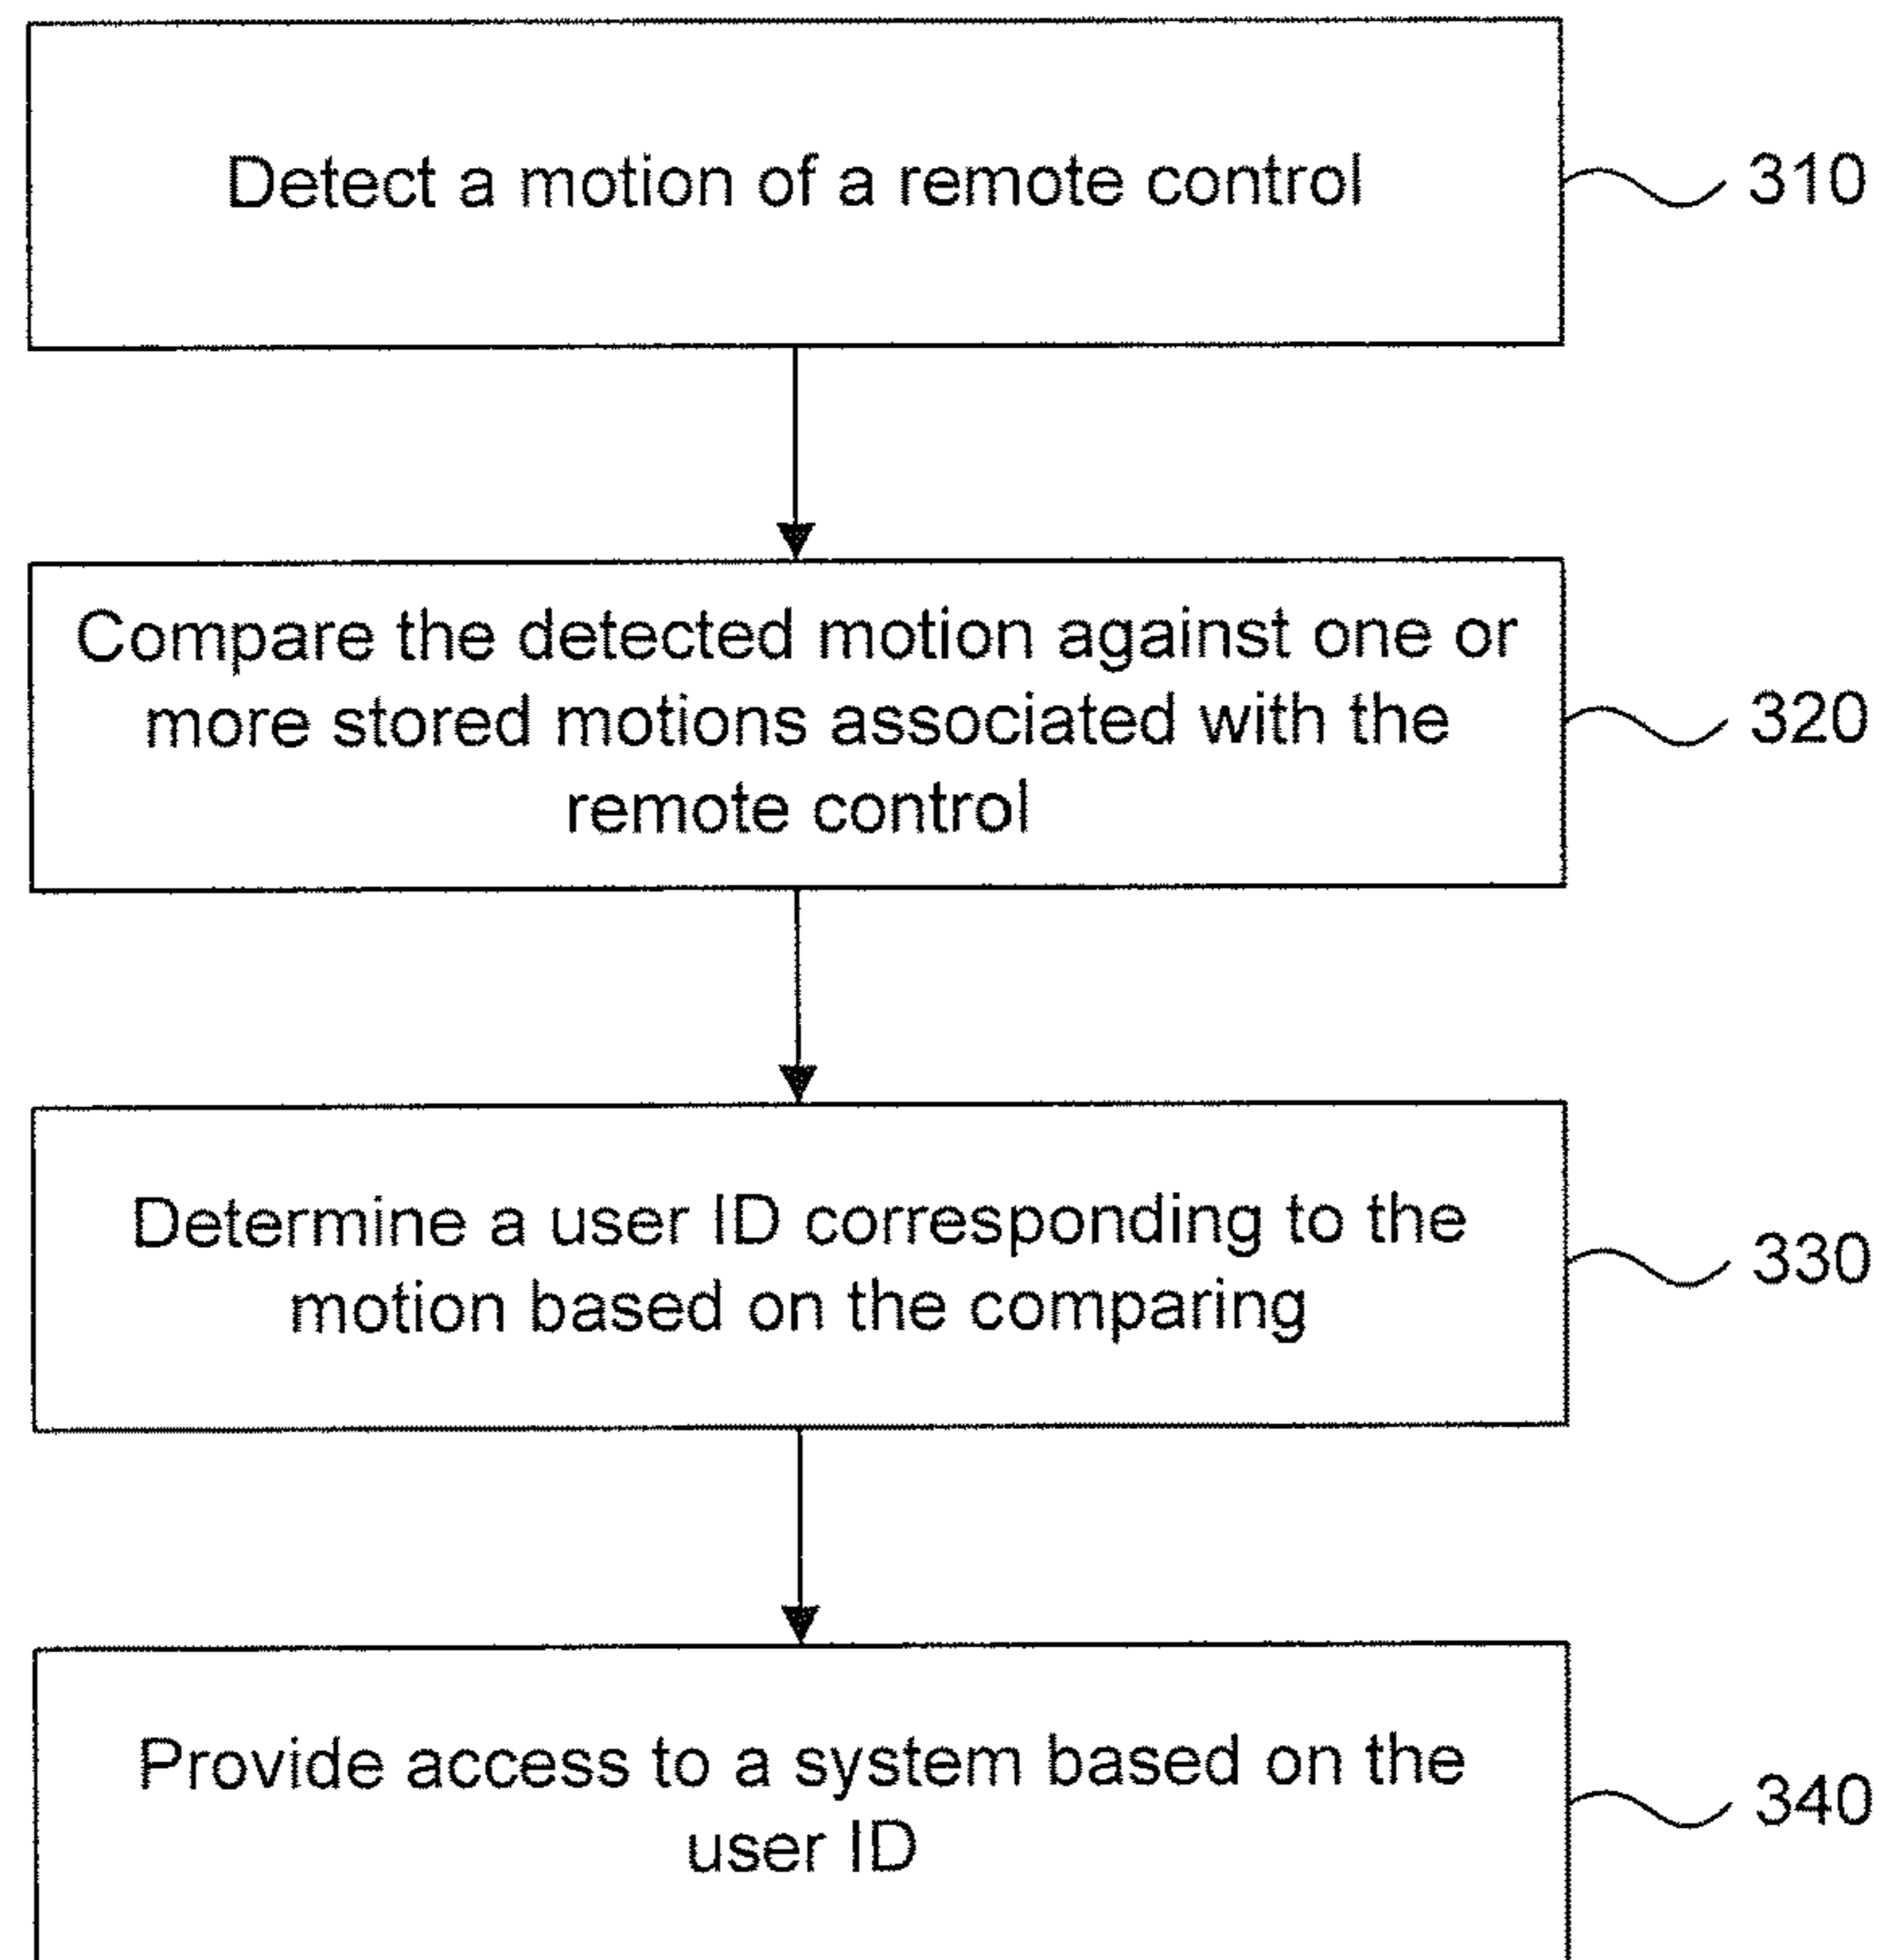 Detect a motion of a remote control
310
Compare the detected motion against one or
more stored motions associated with the
remote control
320
Determine a user ID corresponding to the
motion based on the comparing
330
Provide access to a system based on the
user ID
340